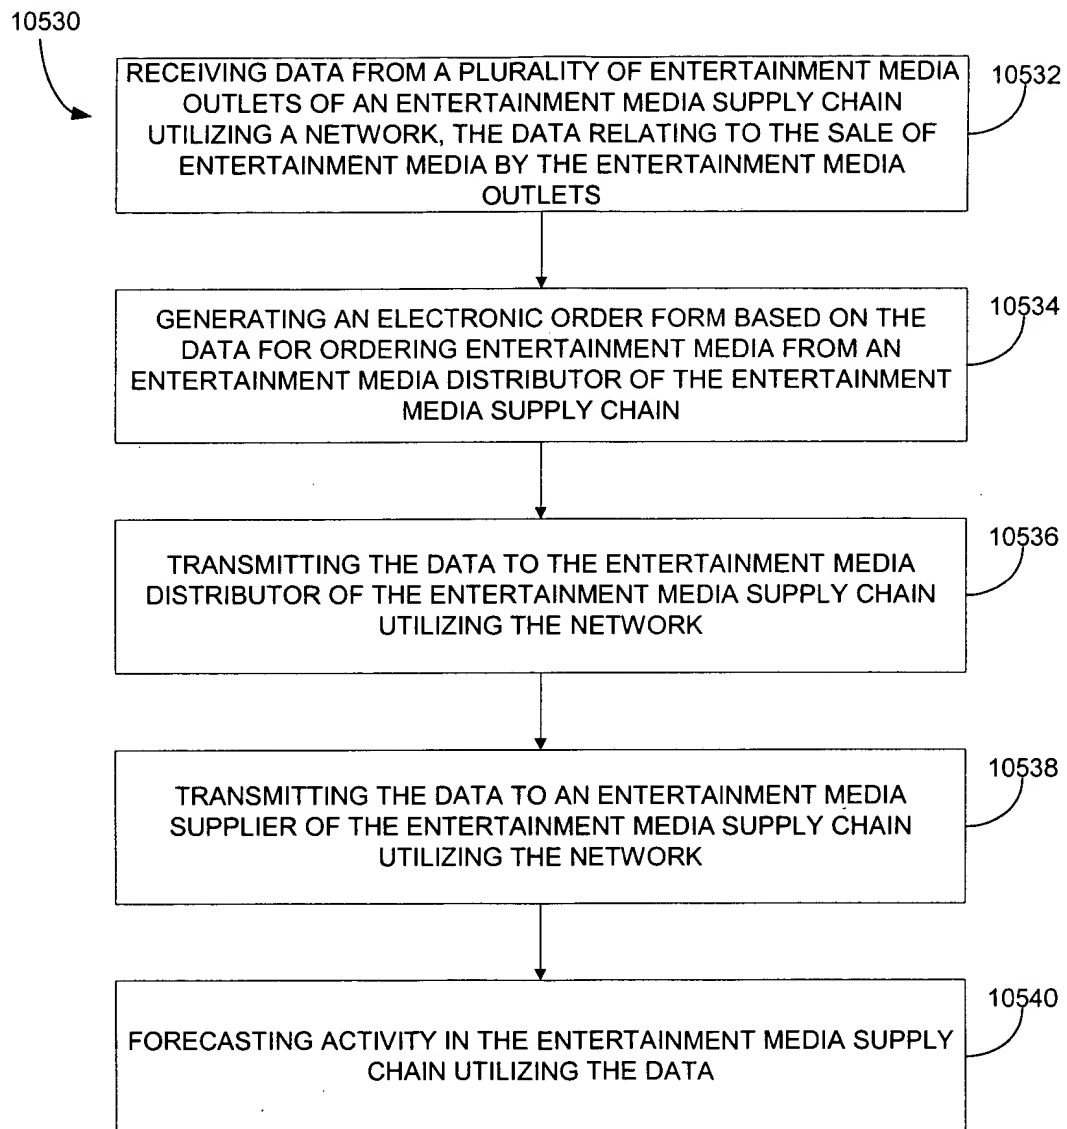 10530
RECEIVING DATA FROM A PLURALITY OF ENTERTAINMENT MEDIA
OUTLETS OF AN ENTERTAINMENT MEDIA SUPPLY CHAIN
UTILIZING A NETWORK, THE DATA RELATING TO THE SALE OF
ENTERTAINMENT MEDIA BY THE ENTERTAINMENT MEDIA
OUTLETS
10532
GENERATING AN ELECTRONIC ORDER FORM BASED ON THE
DATA FOR ORDERING ENTERTAINMENT MEDIA FROM AN
ENTERTAINMENT MEDIA DISTRIBUTOR OF THE ENTERTAINMENT
MEDIA SUPPLY CHAIN
10534
TRANSMITTING THE DATA TO THE ENTERTAINMENT MEDIA
DISTRIBUTOR OF THE ENTERTAINMENT MEDIA SUPPLY CHAIN
UTILIZING THE NETWORK
10536
TRANSMITTING THE DATA TO AN ENTERTAINMENT MEDIA
SUPPLIER OF THE ENTERTAINMENT MEDIA SUPPLY CHAIN
UTILIZING THE NETWORK
10538
FORECASTING ACTIVITY IN THE ENTERTAINMENT MEDIA SUPPLY
CHAIN UTILIZING THE DATA
10540